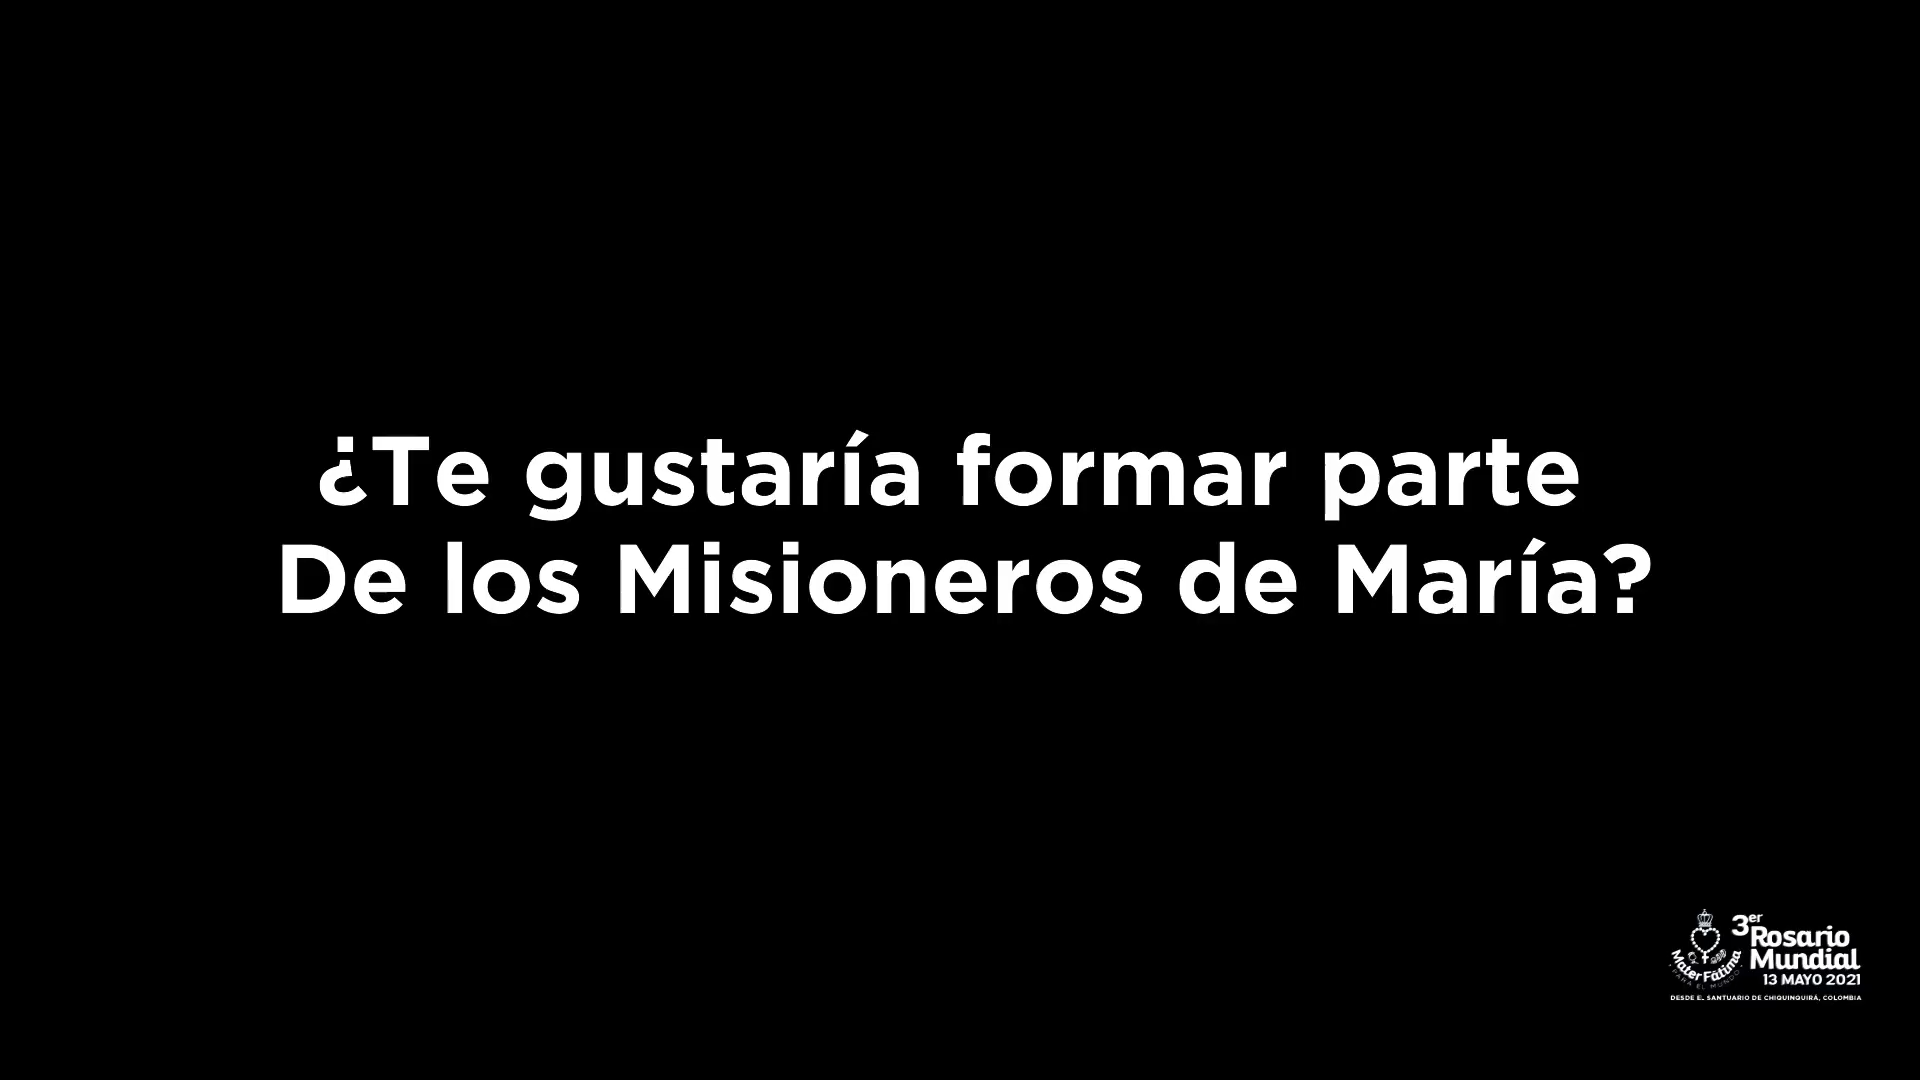 ¿Te gustaría formar parte
De los Misioneros de María?
3er
Rosario
Mundial
13 MAYO 2021
Mater Fátima
PARA EL MUNDO
DESDE EL SANTUARIO DE CHIQUINQUIRÁ, COLOMBIA